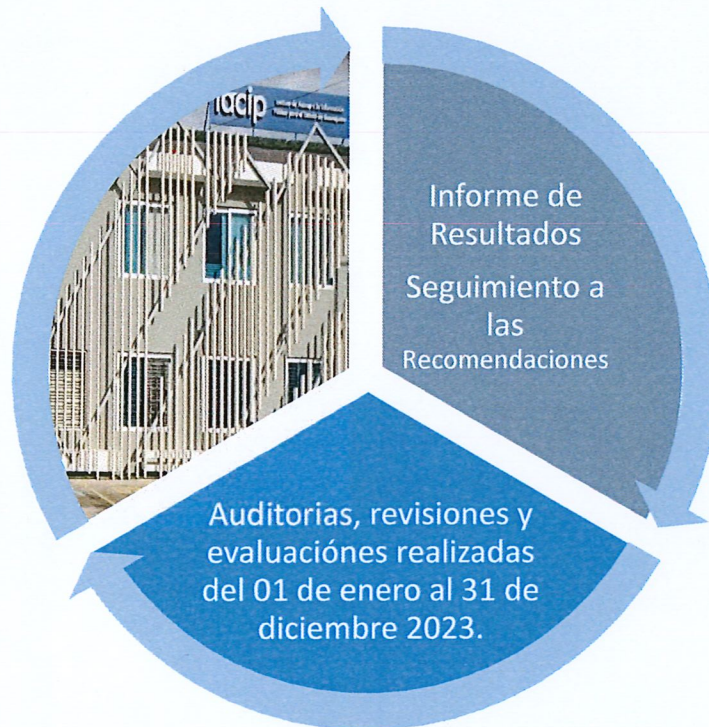 iacip
Informe de
Resultados
Seguimiento a
las
Recomendaciones
Auditorias, revisiones y
evaluaciónes realizadas
del 01 de enero al 31 de
diciembre 2023.